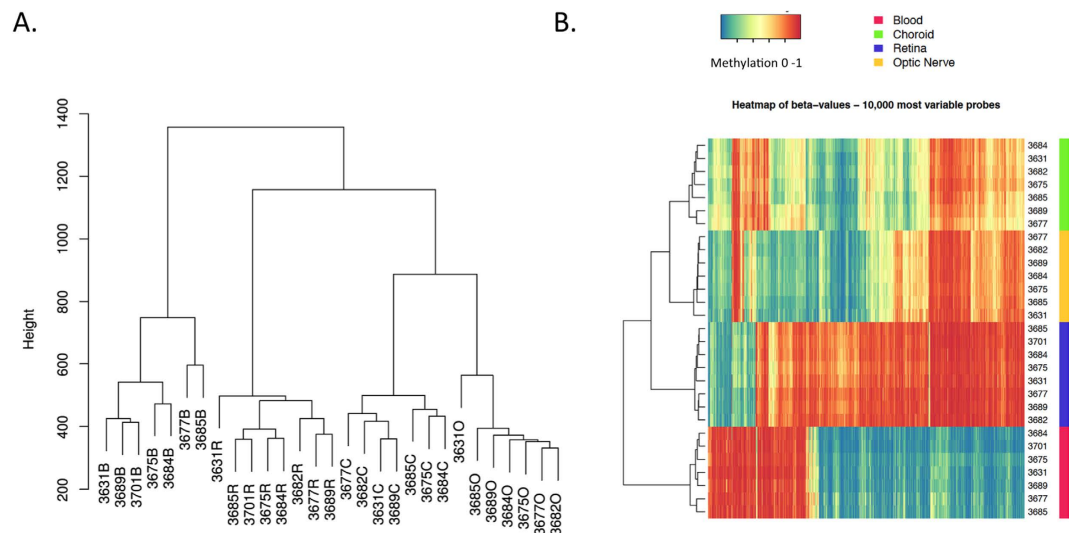 A.
1400
1200
1000
800
600
400
200
Height
3631B
3689B
3701B
3675B
3684B
3677B
3685B
3631R
3685R
3701R
3675R
3684R
3682R
3677R
3689R
3677C
3682C
3631C
3689C
3685C
3675C
3684C
3631O
3685O
3689O
3684O
3675O
3677O
3682O
B.
Methylation 0 -1
Blood
Choroid
Retina
Optic Nerve
Heatmap of beta-values – 10,000 most variable probes
3684
3631
3682
3675
3685
3689
3677
3677
3682
3689
3684
3675
3685
3631
3685
3701
3684
3675
3631
3677
3689
3682
3684
3701
3675
3631
3689
3677
3685